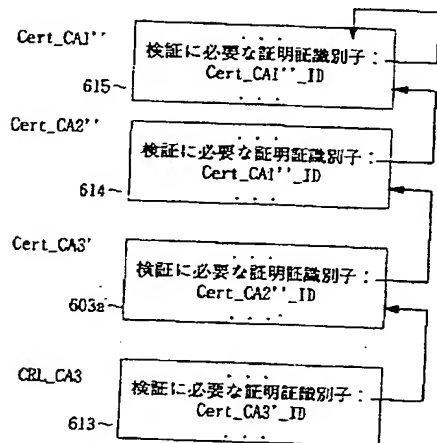 Cert_CA1''
. . .
検証に必要な証明証識別子:
Cert_CA1''_ID
. . .
615
Cert_CA2''
. . .
検証に必要な証明証識別子:
Cert_CA1''_ID
. . .
614
Cert_CA3'
. . .
検証に必要な証明証識別子:
Cert_CA2''_ID
. . . .
603a
CRL_CA3
. . .
検証に必要な証明証識別子:
Cert_CA3'_ID
. . . .
613